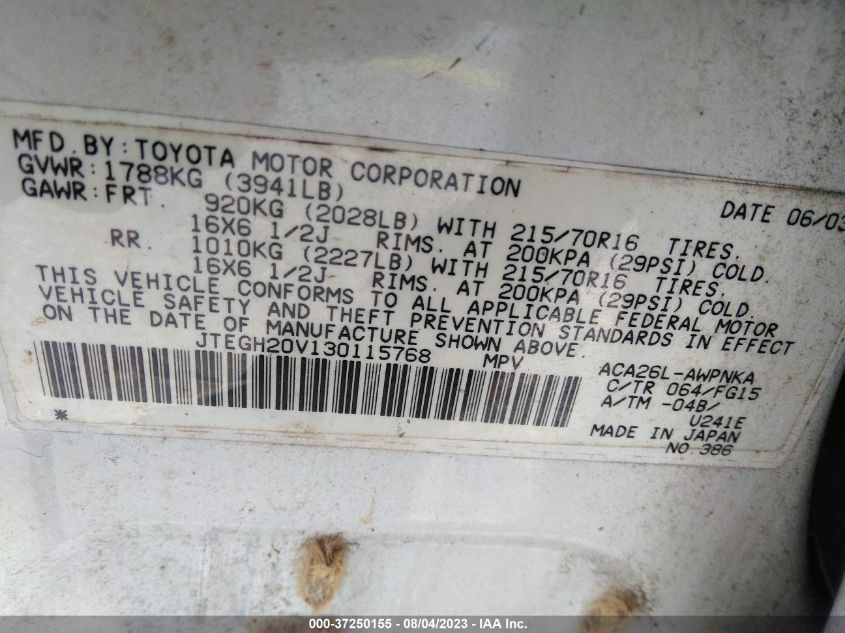 MFD.BY:TOYOTA MOTOR CORPORATION DATE 06/03
GVWR:1788KG (3941LB)
GAWR:FRT. 920KG (2028LB) WITH 215/70R16 TIRES.
16X6 1/2J RIMS. AT 200KPA (29PSI) COLD.
RR. 1010KG (2227LB) WITH 215/70R16 TIRES.
16X6 1/2J RIMS. AT 200KPA (29PSI) COLD.
THIS VEHICLE CONFORMS TO ALL APPLICABLE FEDERAL MOTOR
VEHICLE SAFETY AND THEFT PREVENTION STANDARDS IN EFFECT
ON THE DATE OF MANUFACTURE SHOWN ABOVE.
JTEGH20V130115768 MPV
ACA26L-AWPNKA
C/TR 064/FG15
A/TM -04B/
U241E
MADE IN JAPAN
NO.386
*
000-37250155 - 08/04/2023 - IAA Inc.